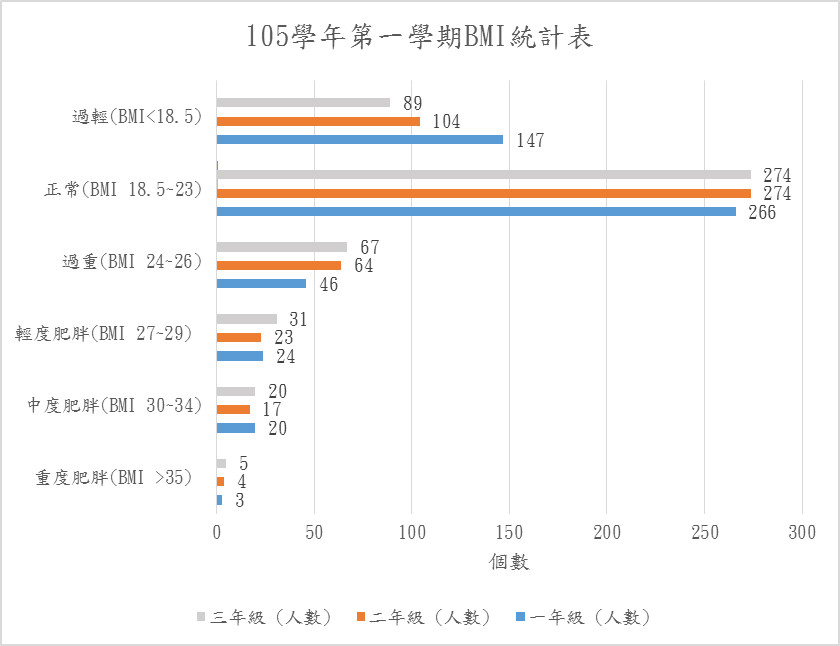 105學年第一學期BMI統計表
過輕(BMI<18.5)
89
104
147
正常(BMI 18.5~23)
274
274
266
過重(BMI 24~26)
67
64
46
輕度肥胖(BMI 27~29)
31
23
24
中度肥胖(BMI 30~34)
20
17
20
重度肥胖(BMI >35)
5
4
3
0 50 100 150 200 250 300
個數
三年級 (人數) 二年級 (人數) 一年級 (人數)